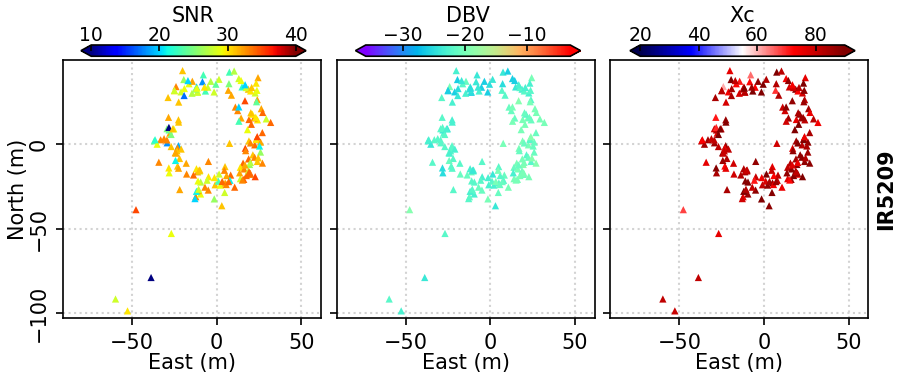 SNR DBV Xc
10 20 30 40 −30 −20 −10 20 40 60 80
North (m)
0
−50
−100
IR5209
−50 0 50 −50 0 50 −50 0 50
East (m) East (m) East (m)